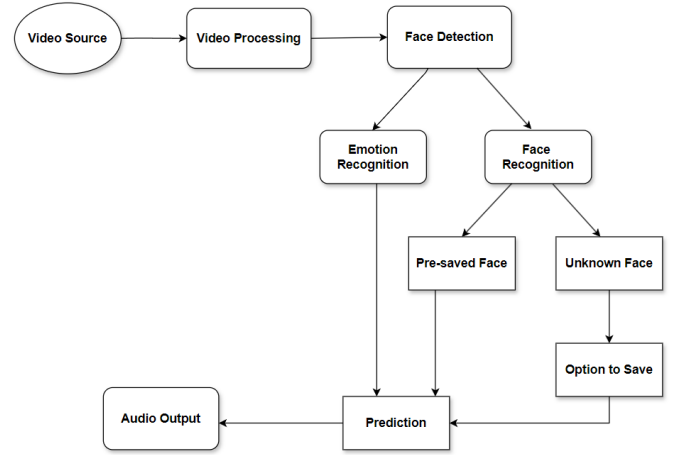 Video Source
Video Processing
Face Detection
Emotion
Recognition
Face
Recognition
Pre-saved Face
Unknown Face
Option to Save
Audio Output
Prediction